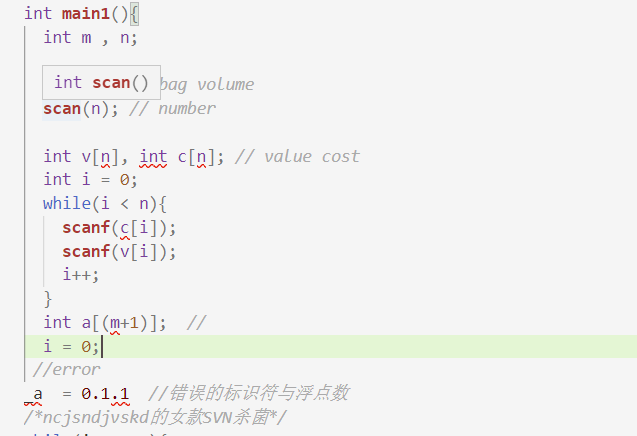 int main1(){
int m , n;
int scan() bag volume
scan(n); // number
int v[n], int c[n]; // value cost
int i = 0;
while(i < n){
scanf(c[i]);
scanf(v[i]);
i++;
}
int a[(m+1)]; //
i = 0;
//error
_a = 0.1.1 //错误的标识符与浮点数
/*ncjsndjvskd的女款SVN杀菌*/